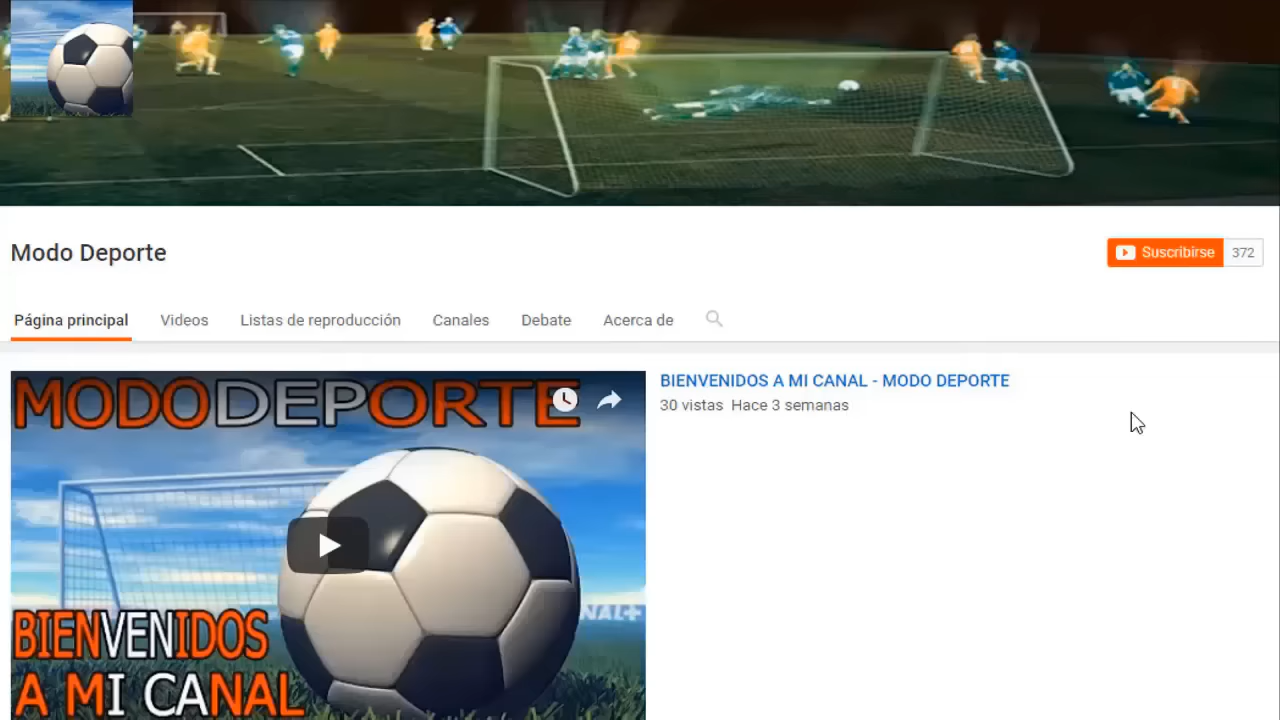 Modo Deporte
Suscribirse 372
Página principal Videos Listas de reproducción Canales Debate Acerca de
MODODEPORTE
BIENVENIDOS
A MI CANAL
BIENVENIDOS A MI CANAL - MODO DEPORTE
30 vistas Hace 3 semanas